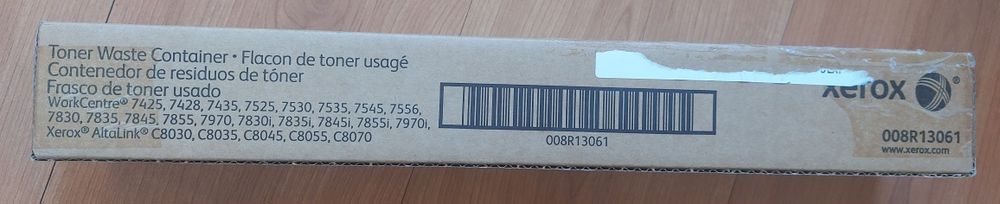 Toner Waste Container • Flacon de toner usagé
Contenedor de residuos de tóner
Frasco de toner usado
WorkCentre® 7425, 7428, 7435, 7525, 7530, 7535, 7545, 7556,
7830, 7835, 7845, 7855, 7970, 7830i, 7835i, 7845i, 7855i, 7970i,
Xerox® AltaLink® C8030, C8035, C8045, C8055, C8070
008R13061
xerox®
008R13061
www.xerox.com